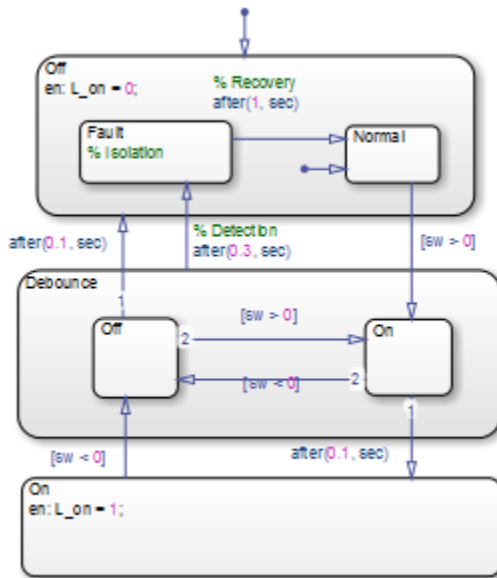 Off
en: L_on = 0;
% Recovery
after(1, sec)
Fault
% Isolation
Normal
after(0.1, sec)
% Detection
after(0.3, sec)
[sw > 0]
Debounce
1
Off
[sw > 0]
On
2
[sw < 0]
2
1
[sw < 0]
after(0.1, sec)
On
en: L_on = 1;